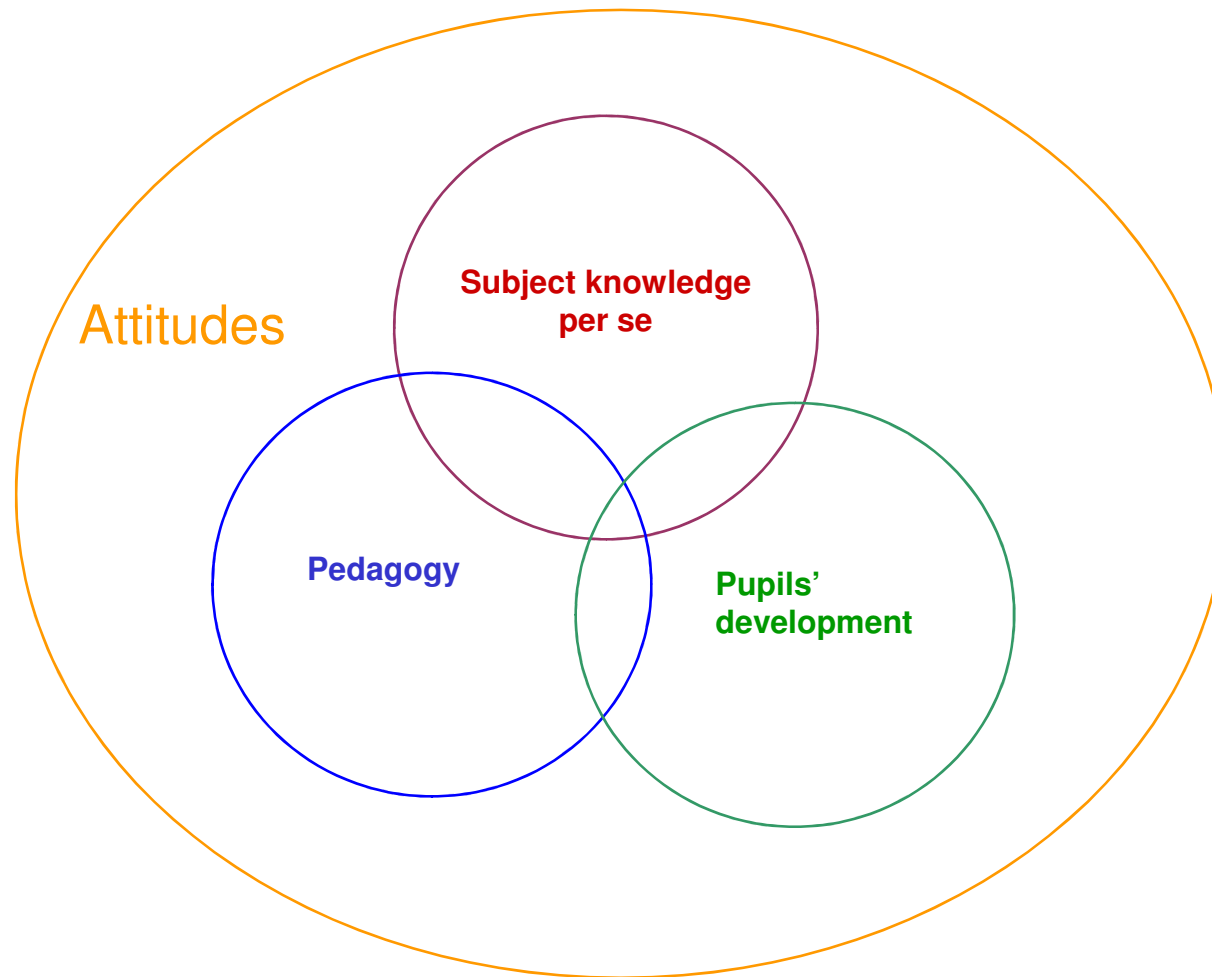 Subject knowledge
per se
Attitudes
Pedagogy
Pupils’
development